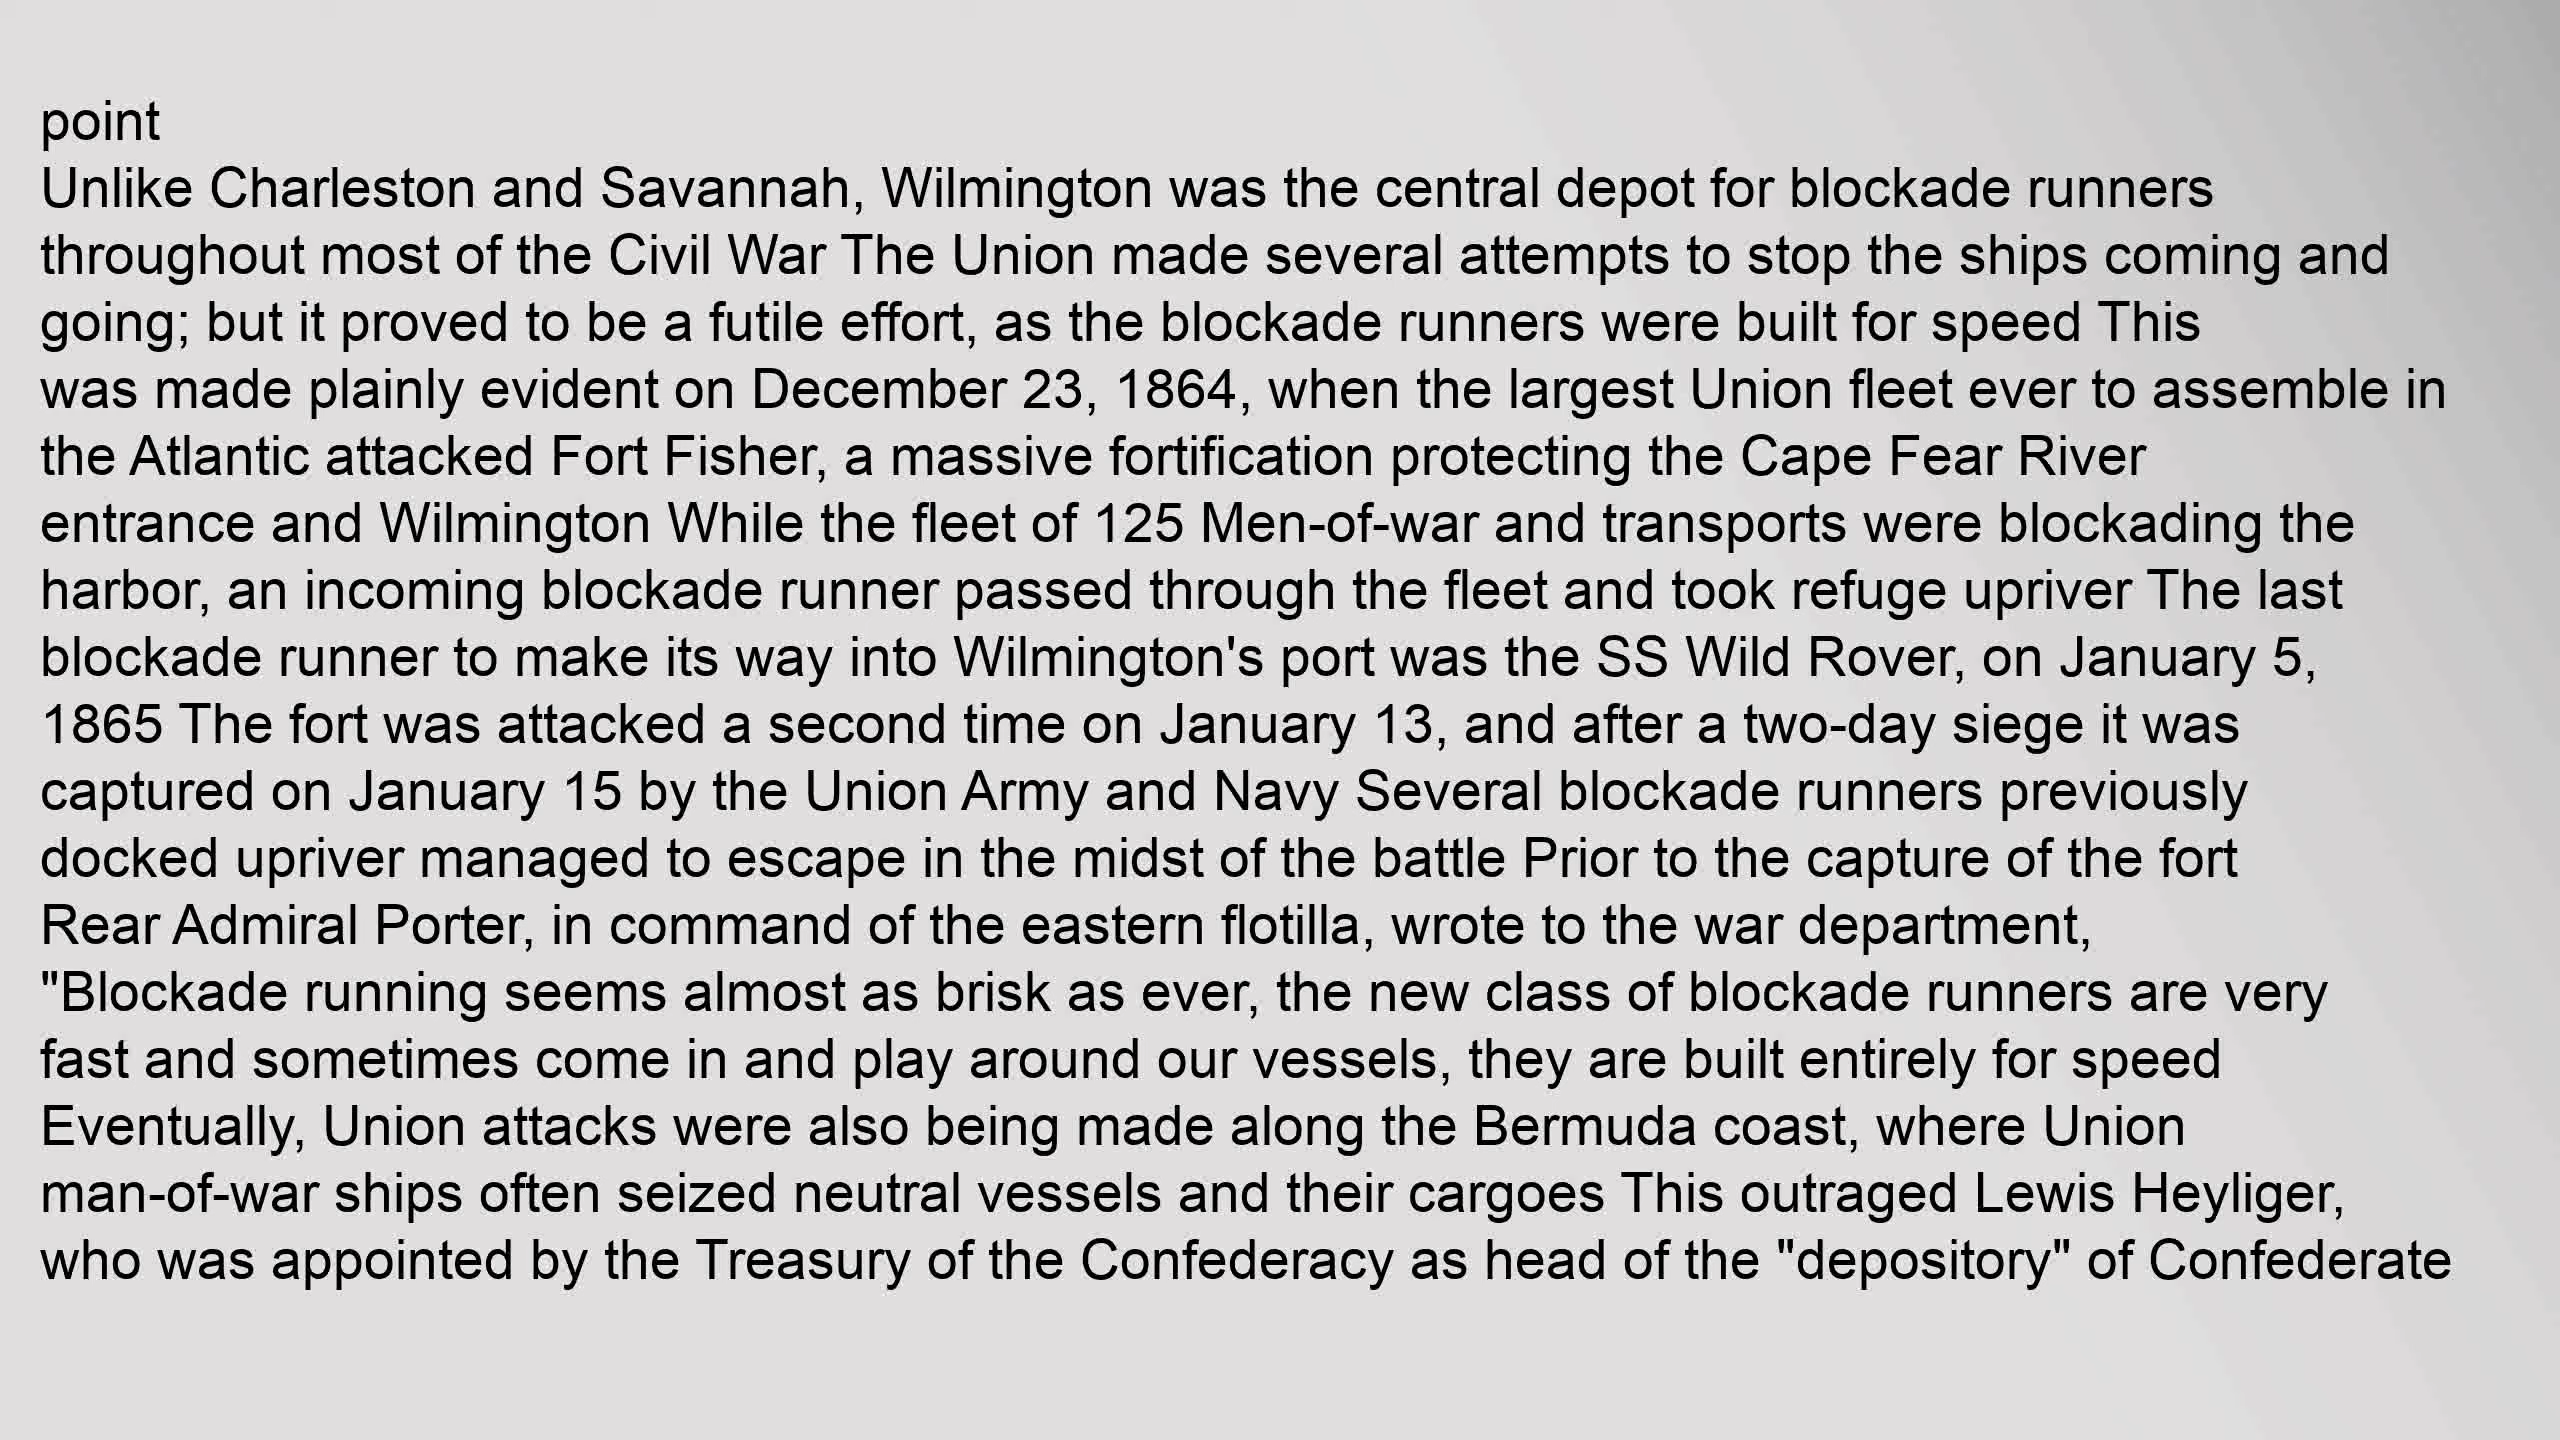 point
Unlike Charleston and Savannah, Wilmington was the central depot for blockade runners
throughout most of the Civil War The Union made several attempts to stop the ships coming and
going; but it proved to be a futile effort, as the blockade runners were built for speed This
was made plainly evident on December 23, 1864, when the largest Union fleet ever to assemble in
the Atlantic attacked Fort Fisher, a massive fortification protecting the Cape Fear River
entrance and Wilmington While the fleet of 125 Men-of-war and transports were blockading the
harbor, an incoming blockade runner passed through the fleet and took refuge upriver The last
blockade runner to make its way into Wilmington's port was the SS Wild Rover, on January 5,
1865 The fort was attacked a second time on January 13, and after a two-day siege it was
captured on January 15 by the Union Army and Navy Several blockade runners previously
docked upriver managed to escape in the midst of the battle Prior to the capture of the fort
Rear Admiral Porter, in command of the eastern flotilla, wrote to the war department,
"Blockade running seems almost as brisk as ever, the new class of blockade runners are very
fast and sometimes come in and play around our vessels, they are built entirely for speed
Eventually, Union attacks were also being made along the Bermuda coast, where Union
man-of-war ships often seized neutral vessels and their cargoes This outraged Lewis Heyliger,
who was appointed by the Treasury of the Confederacy as head of the "depository" of Confederate